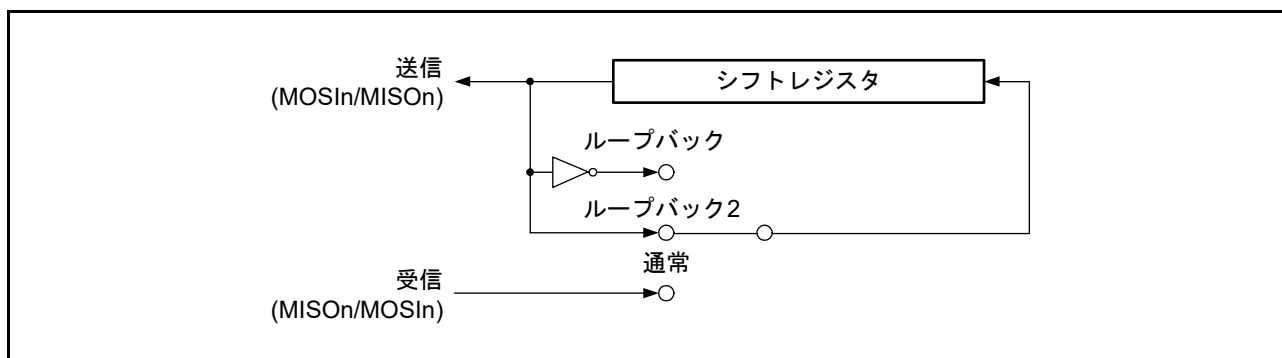 送信
(MOSIn/MISOn)
シフトレジスタ
ループバック
ループバック2
通常
受信
(MISOn/MOSIn)